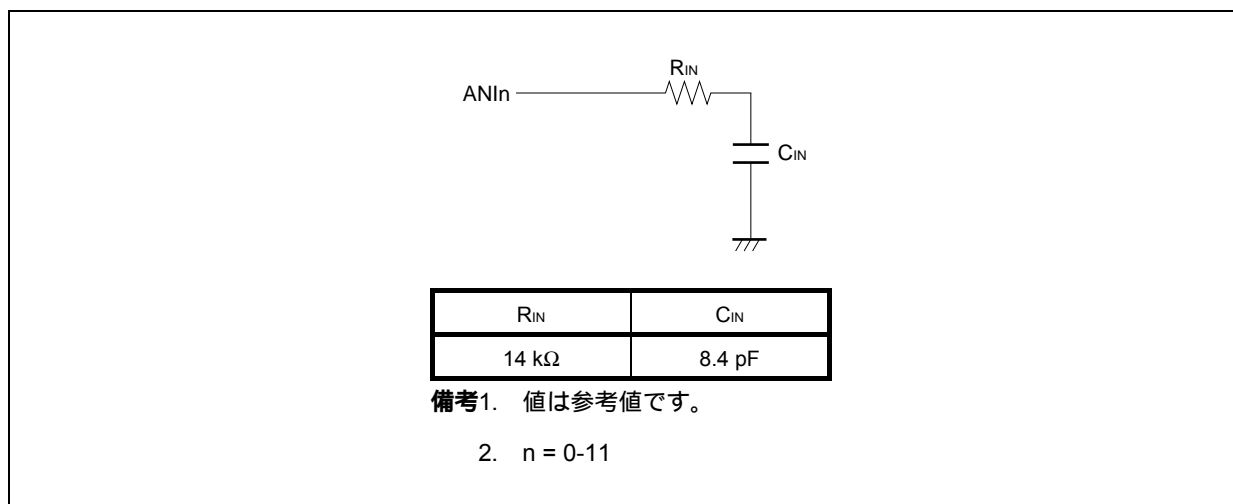 RIN
ANIn
CIN
RIN CIN
14 kΩ 8.4 pF
備考1. 値は参考値です。
2. n = 0-11